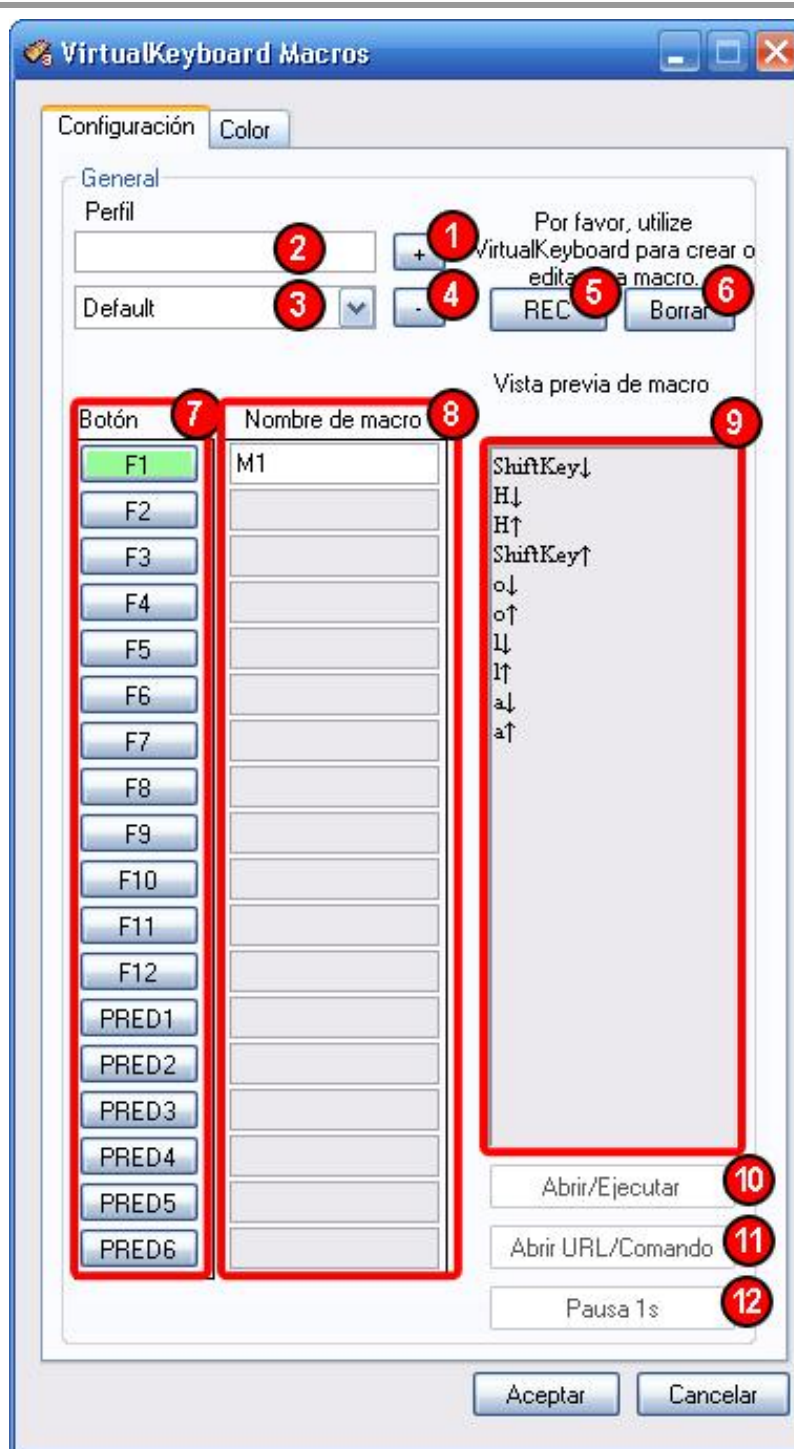 VirtualKeyboard Macros
Configuración Color
General
Perfil
Por favor, utilize
VirtualKeyboard para crear o
macro.
2
+
1
Default
3
-
4
REC
5
Borrar
6
Vista previa de macro
Botón
7
Nombre de macro
8
9
F1
M1
F2
F3
F4
F5
F6
F7
F8
F9
F10
F11
F12
PRED1
PRED2
PRED3
PRED4
PRED5
PRED6
ShiftKey↓
H↓
H↑
ShiftKey↑
o↓
o↑
l↓
l↑
a↓
a↑
Abrir/Ejecutar
10
Abrir URL/Comando
11
Pausa 1s
12
Aceptar Cancelar